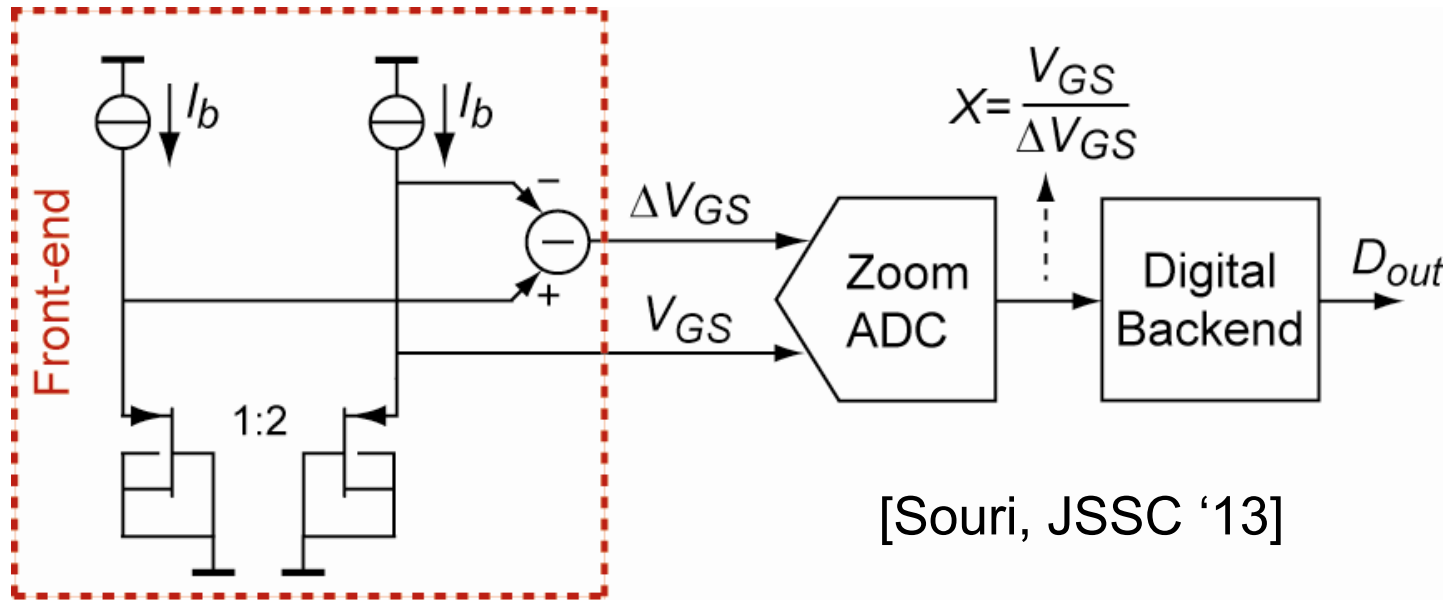 Front-end
I_b
I_b
−
+
1:2
ΔV_GS
V_GS
X= V_GS / ΔV_GS
Zoom
ADC
Digital
Backend
D_out
[Souri, JSSC ‘13]